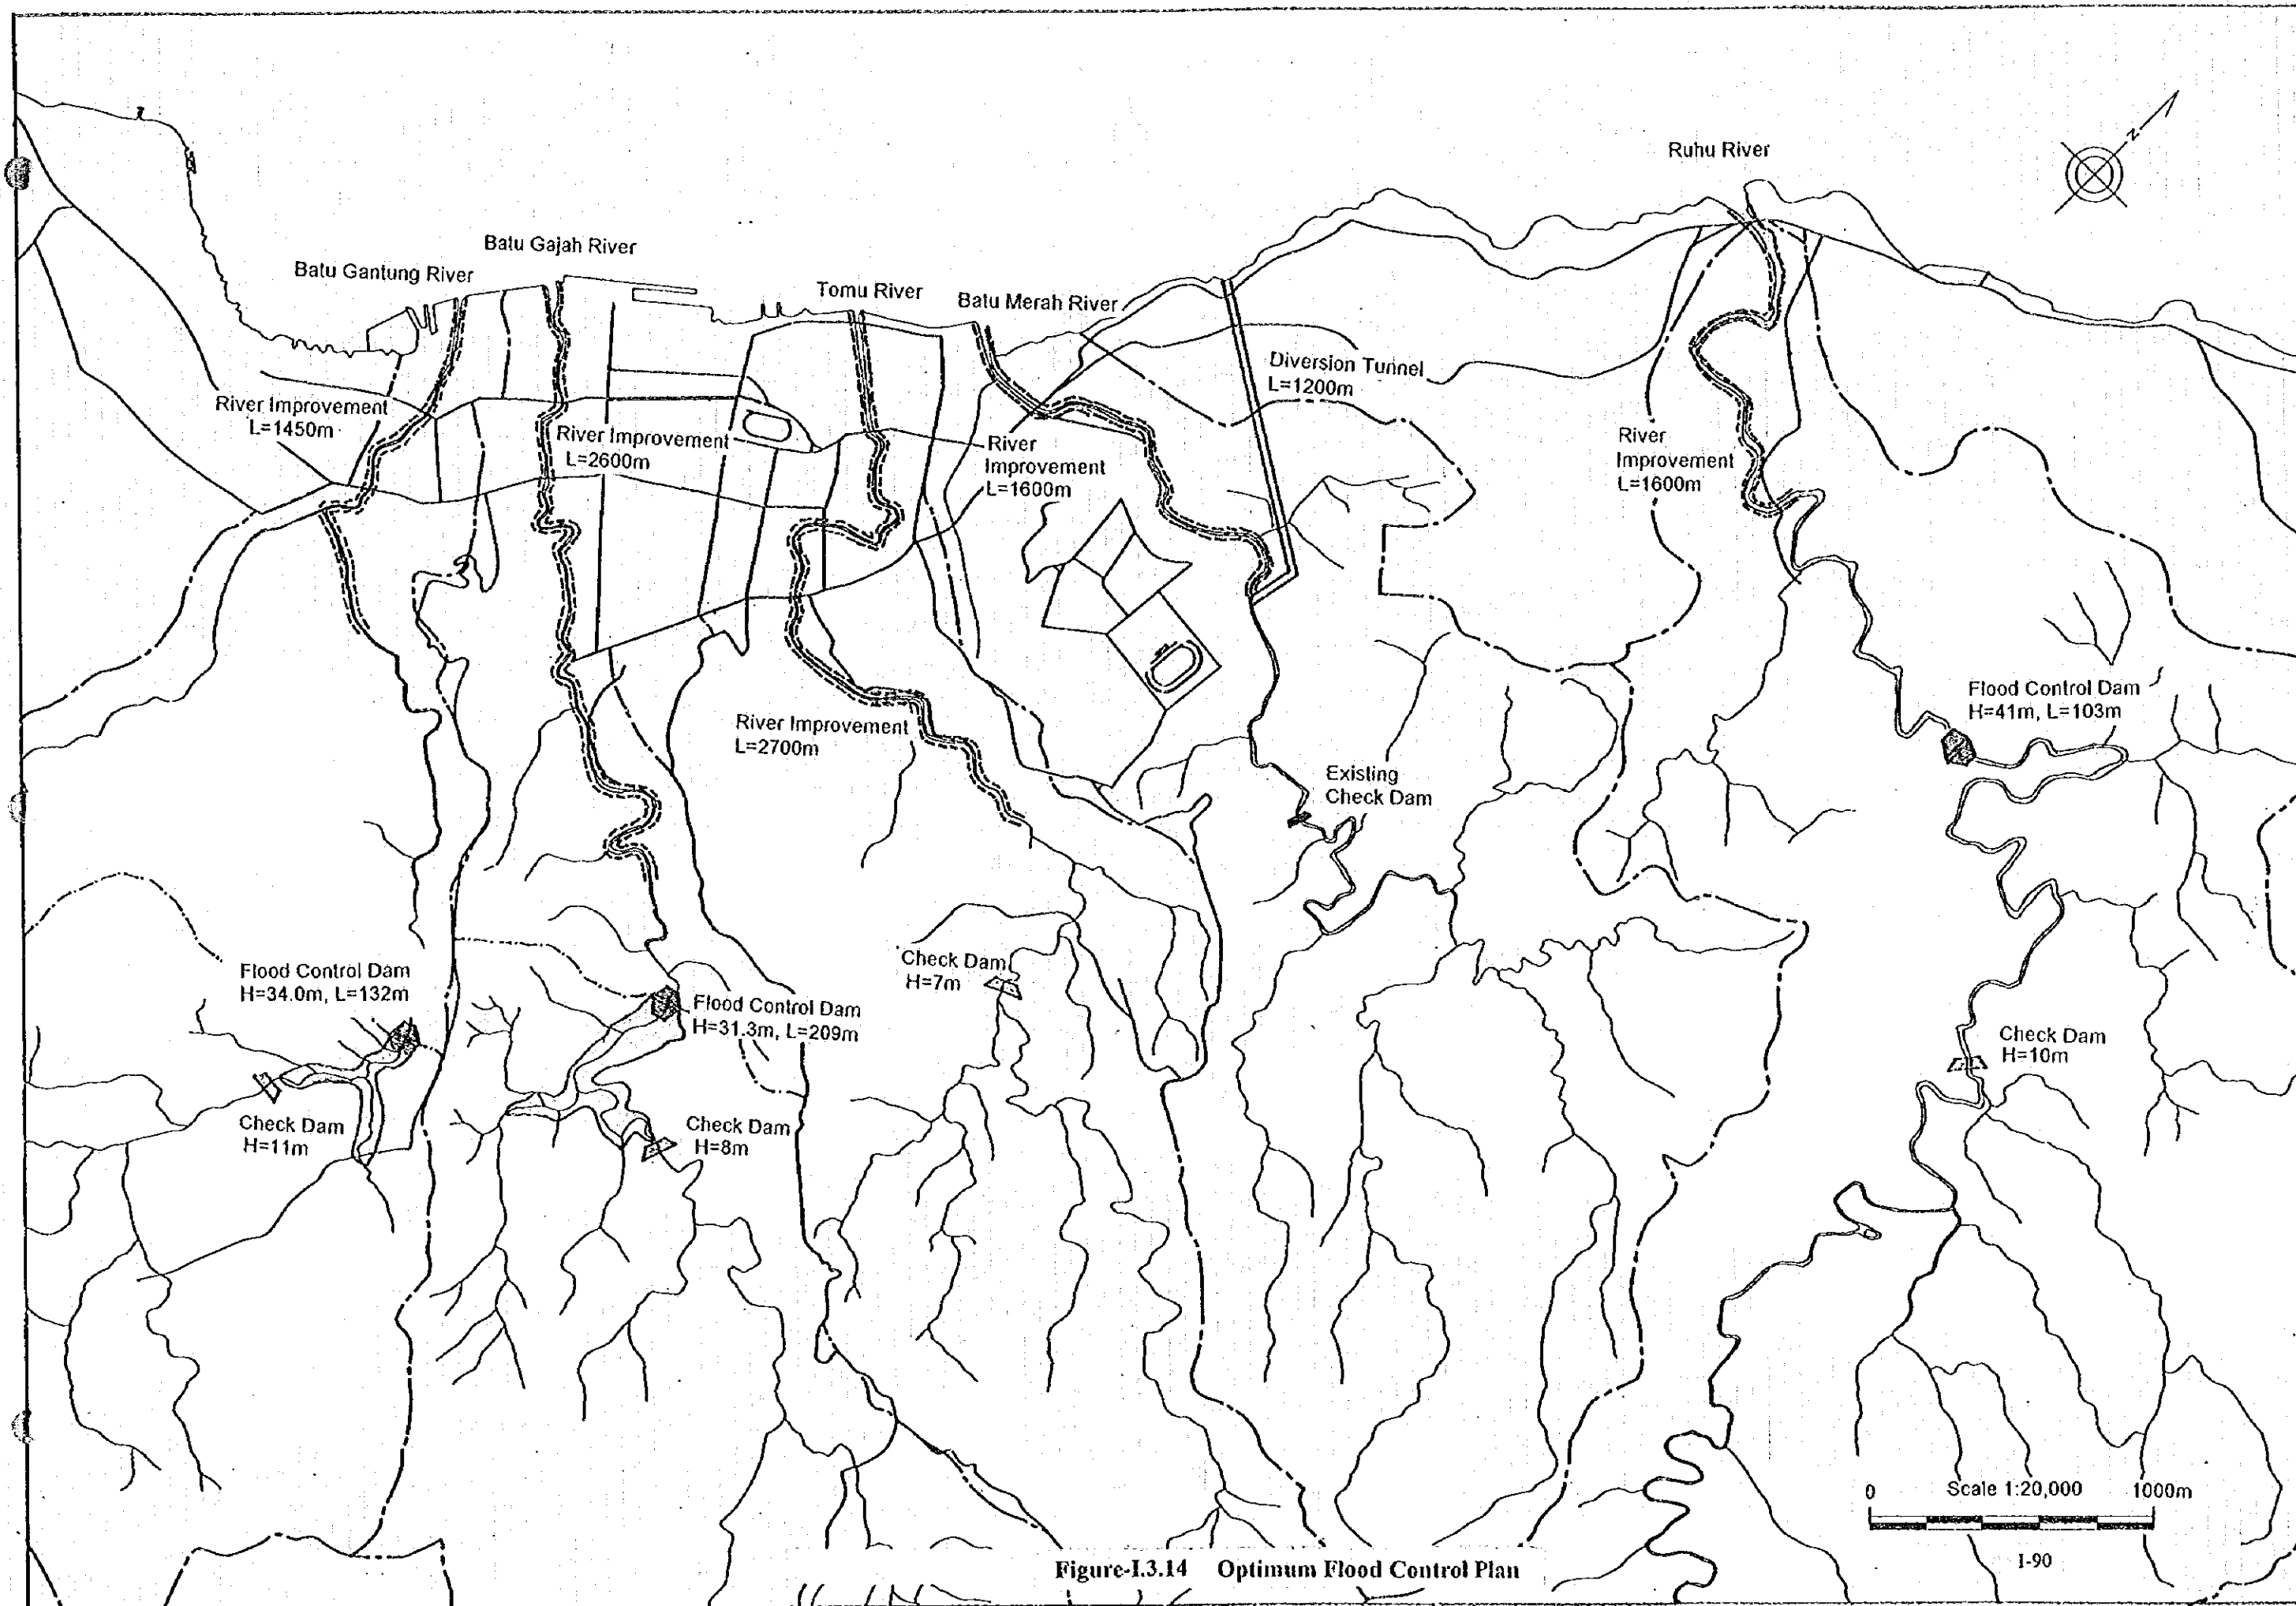 Ruhu River
N
Batu Gajah River
Batu Gantung River
Tomu River
Batu Merah River
Diversion Tunnel
L=1200m
River Improvement
L=1450m
River Improvement
L=2600m
River
Improvement
L=1600m
River
Improvement
L=1600m
Flood Control Dam
H=41m, L=103m
River Improvement
L=2700m
Existing
Check Dam
Flood Control Dam
H=34.0m, L=132m
Check Dam
H=7m
Flood Control Dam
H=31.3m, L=209m
Check Dam
H=10m
Check Dam
H=11m
Check Dam
H=8m
0 Scale 1:20,000 1000m
Figure-I.3.14 Optimum Flood Control Plan
I-90